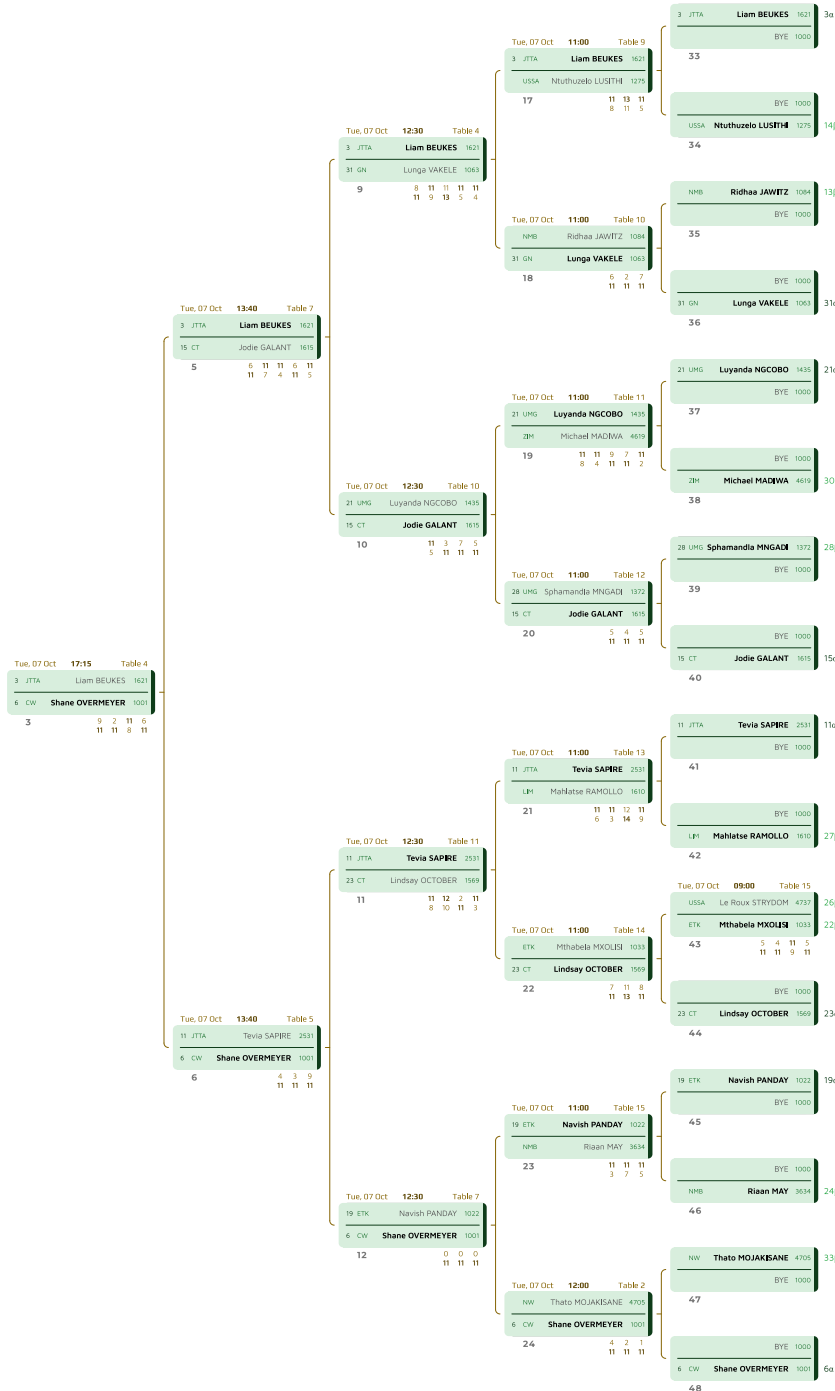 3 JTTA Liam BEUKES 1621 3α
BYE 1000
33
BYE 1000
USSA Ntuthuzelo LUSITHI 1275
34
NMB Ridhaa JAWITZ 1084
BYE 1000
35
BYE 1000
31 GN Lunga VAKELE 1063
36
21 UMG Luyanda NGCOBO 1435
BYE 1000
37
BYE 1000
ZIM Michael MADIWA 4619 30
38
28 UMG Sphamandla MNGADI 1372
BYE 1000
39
BYE 1000
15 CT Jodie GALANT 1615
40
11 JTTA Tevia SAPIRE 2531
BYE 1000
41
BYE 1000
LIM Mahlatse RAMOLLO 1610
42
Tue, 07 Oct 09:00 Table 15
USSA Le Roux STRYDOM 4737
ETK Mthabela MXOLISI 1033
43
5 4 11 5
11 11 9 11
BYE 1000
23 CT Lindsay OCTOBER 1569
44
19 ETK Navish PANDAY 1022
BYE 1000
45
BYE 1000
NMB Riaan MAY 3634
46
NW Thato MOJAKISANE 4705
BYE 1000
47
BYE 1000
6 CW Shane OVERMEYER 1001 6α
48
Tue, 07 Oct 11:00 Table 9
3 JTTA Liam BEUKES 1621
USSA Ntuthuzelo LUSITHI 1275
17
11 13 11
8 11 5
Tue, 07 Oct 11:00 Table 10
NMB Ridhaa JAWITZ 1084
31 GN Lunga VAKELE 1063
18
6 2 7
11 11 11
Tue, 07 Oct 11:00 Table 11
21 UMG Luyanda NGCOBO 1435
ZIM Michael MADIWA 4619
19
11 11 9 7 11
8 4 11 11 2
Tue, 07 Oct 11:00 Table 12
28 UMG Sphamandla MNGADI 1372
15 CT Jodie GALANT 1615
20
5 4 5
11 11 11
Tue, 07 Oct 11:00 Table 13
11 JTTA Tevia SAPIRE 2531
LIM Mahlatse RAMOLLO 1610
21
11 11 12 11
6 3 14 9
Tue, 07 Oct 11:00 Table 14
ETK Mthabela MXOLISI 1033
23 CT Lindsay OCTOBER 1569
22
7 11 8
11 13 11
Tue, 07 Oct 11:00 Table 15
19 ETK Navish PANDAY 1022
NMB Riaan MAY 3634
23
11 11 11
3 7 5
Tue, 07 Oct 12:00 Table 2
NW Thato MOJAKISANE 4705
6 CW Shane OVERMEYER 1001
24
4 2 1
11 11 11
Tue, 07 Oct 12:30 Table 4
3 JTTA Liam BEUKES 1621
31 GN Lunga VAKELE 1063
9
8 11 11 11 11
11 9 13 5 4
Tue, 07 Oct 12:30 Table 10
21 UMG Luyanda NGCOBO 1435
15 CT Jodie GALANT 1615
10
11 3 7 5
5 11 11 11
Tue, 07 Oct 12:30 Table 11
11 JTTA Tevia SAPIRE 2531
23 CT Lindsay OCTOBER 1569
11
11 12 2 11
8 10 11 3
Tue, 07 Oct 12:30 Table 7
19 ETK Navish PANDAY 1022
6 CW Shane OVERMEYER 1001
12
0 0 0
11 11 11
Tue, 07 Oct 13:40 Table 7
3 JTTA Liam BEUKES 1621
15 CT Jodie GALANT 1615
5
6 11 11 6 11
11 7 4 11 5
Tue, 07 Oct 13:40 Table 5
11 JTTA Tevia SAPIRE 2531
6 CW Shane OVERMEYER 1001
6
4 3 9
11 11 11
Tue, 07 Oct 17:15 Table 4
3 JTTA Liam BEUKES 1621
6 CW Shane OVERMEYER 1001
3
9 2 11 6
11 11 8 11